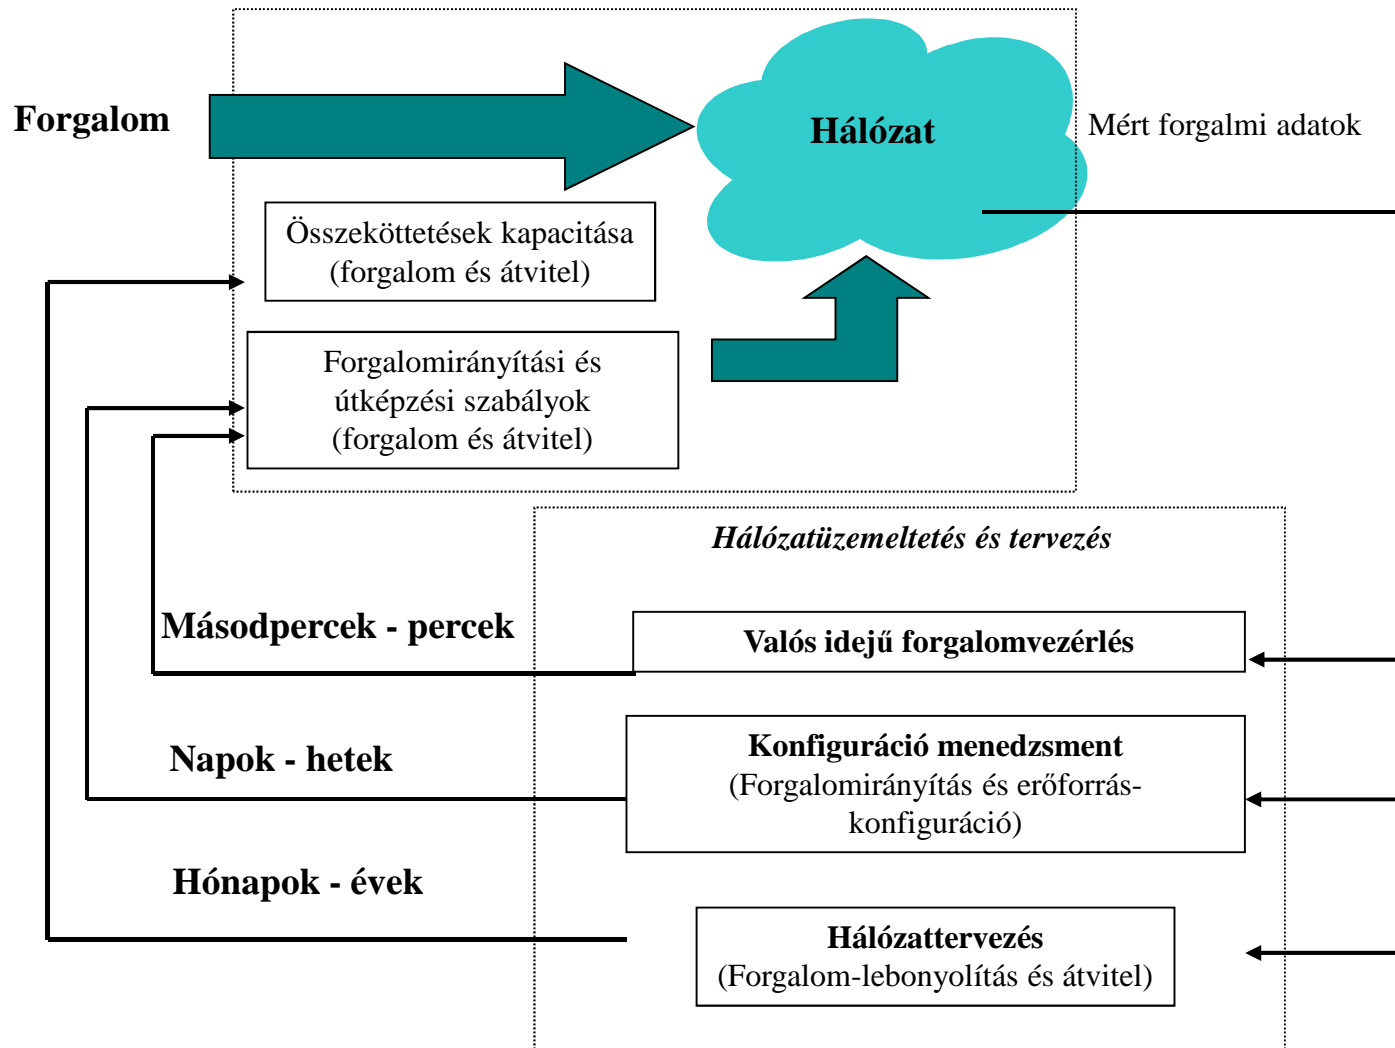 Forgalom
Hálózat
Mért forgalmi adatok
Összeköttetések kapacitása
(forgalom és átvitel)
Forgalomirányítási és
útképzési szabályok
(forgalom és átvitel)
Hálózatüzemeltetés és tervezés
Másodpercek - percek
Valós idejű forgalomvezérlés
Napok - hetek
Konfiguráció menedzsment
(Forgalomirányítás és erőforrás-
konfiguráció)
Hónapok - évek
Hálózattervezés
(Forgalom-lebonyolítás és átvitel)